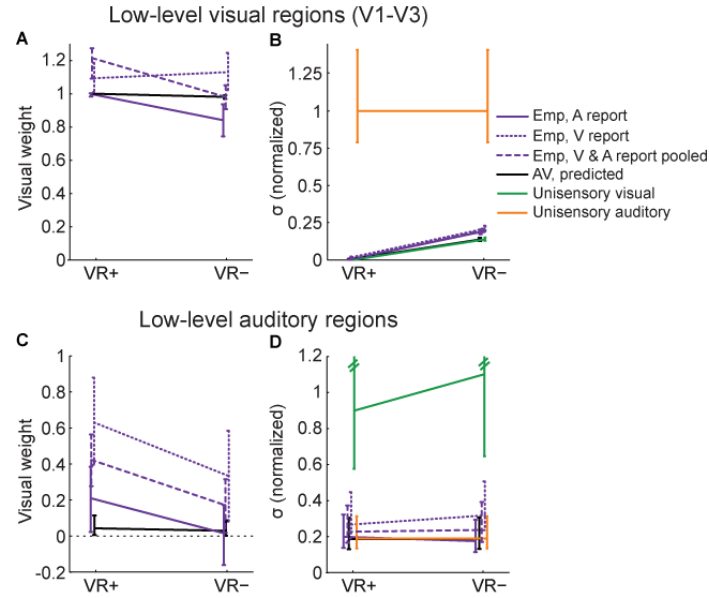 Low-level visual regions (V1-V3)
A
Visual weight
1.2
1
0.8
0.6
0.4
0.2
0
VR+
VR−
B
σ (normalized)
1.25
1
0.75
0.5
0.25
0
VR+
VR−
Emp, A report
Emp, V report
Emp, V & A report pooled
AV, predicted
Unisensory visual
Unisensory auditory
Low-level auditory regions
C
Visual weight
1
0.8
0.6
0.4
0.2
0
-0.2
VR+
VR−
D
σ (normalized)
1.2
1
0.8
0.6
0.4
0.2
0
VR+
VR−